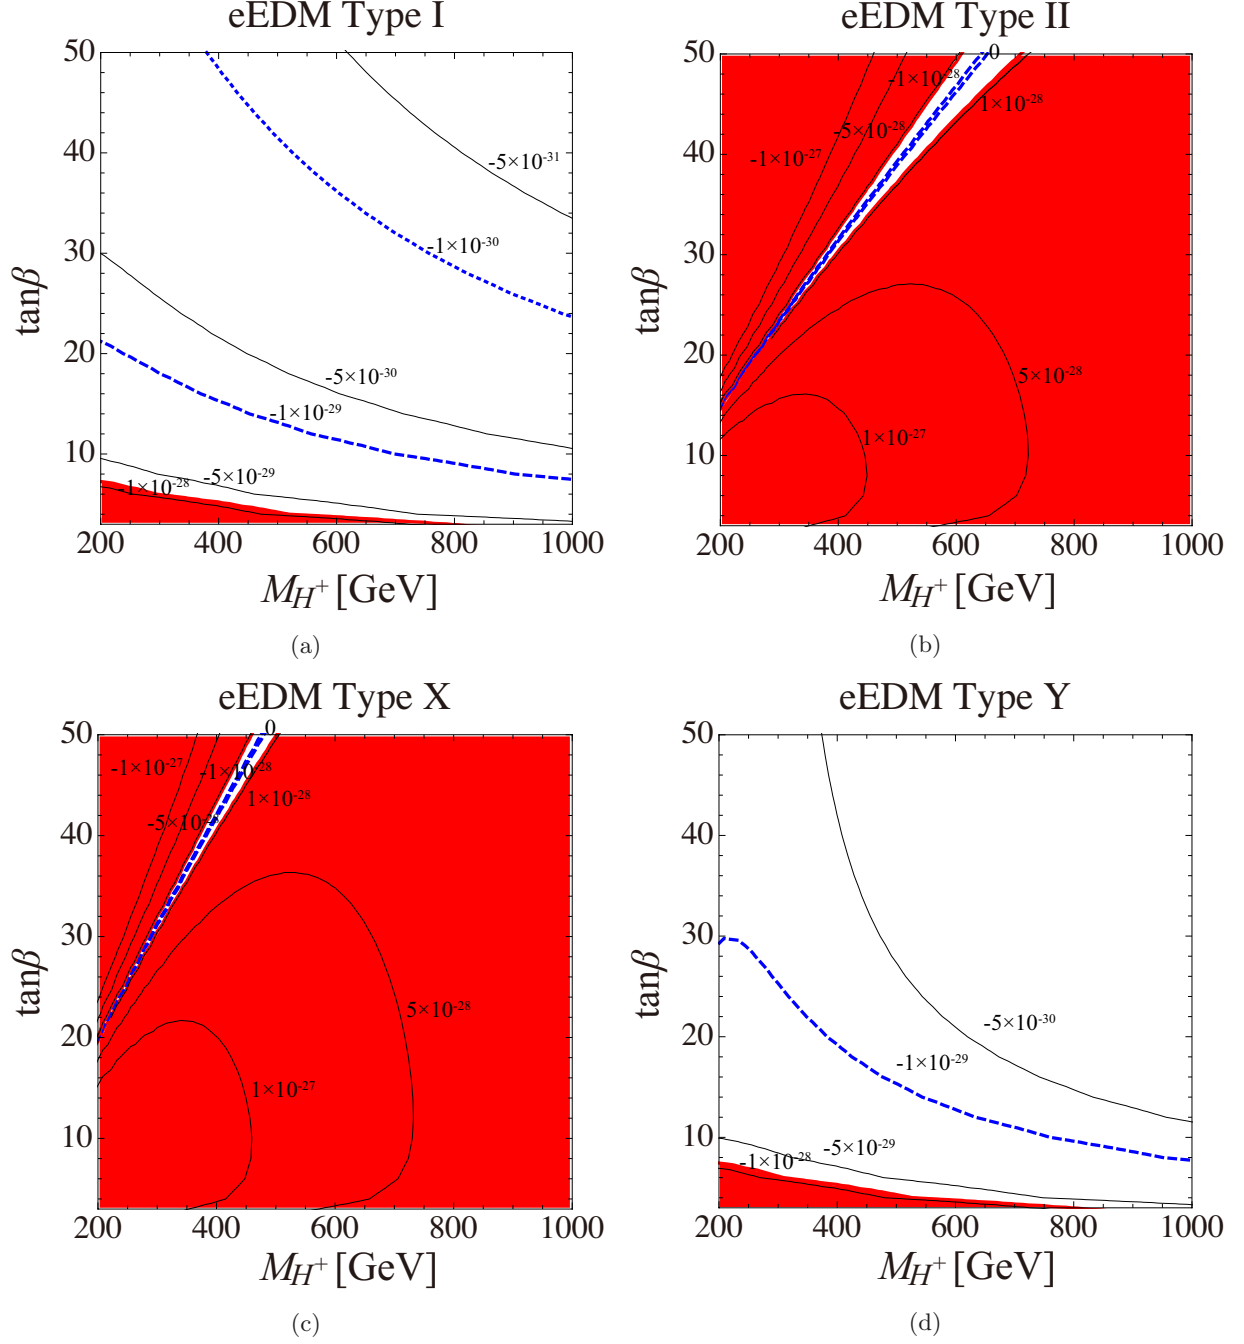 eEDM Type I
50
40
30
20
10
tanβ
-5×10^-31
-1×10^-30
-5×10^-30
-1×10^-29
-5×10^-29
-1×10^-28
200 400 600 800 1000
M_H+ [GeV]
(a)
eEDM Type II
50
40
30
20
10
tanβ
0
-1×10^-28
1×10^-28
-5×10^-28
-1×10^-27
5×10^-28
1×10^-27
200 400 600 800 1000
M_H+ [GeV]
(b)
eEDM Type X
50
40
30
20
10
tanβ
0
-1×10^-27
-1×10^-28
1×10^-28
-5×10^-28
5×10^-28
1×10^-27
200 400 600 800 1000
M_H+ [GeV]
(c)
eEDM Type Y
50
40
30
20
10
tanβ
-5×10^-30
-1×10^-29
-5×10^-29
-1×10^-28
200 400 600 800 1000
M_H+ [GeV]
(d)